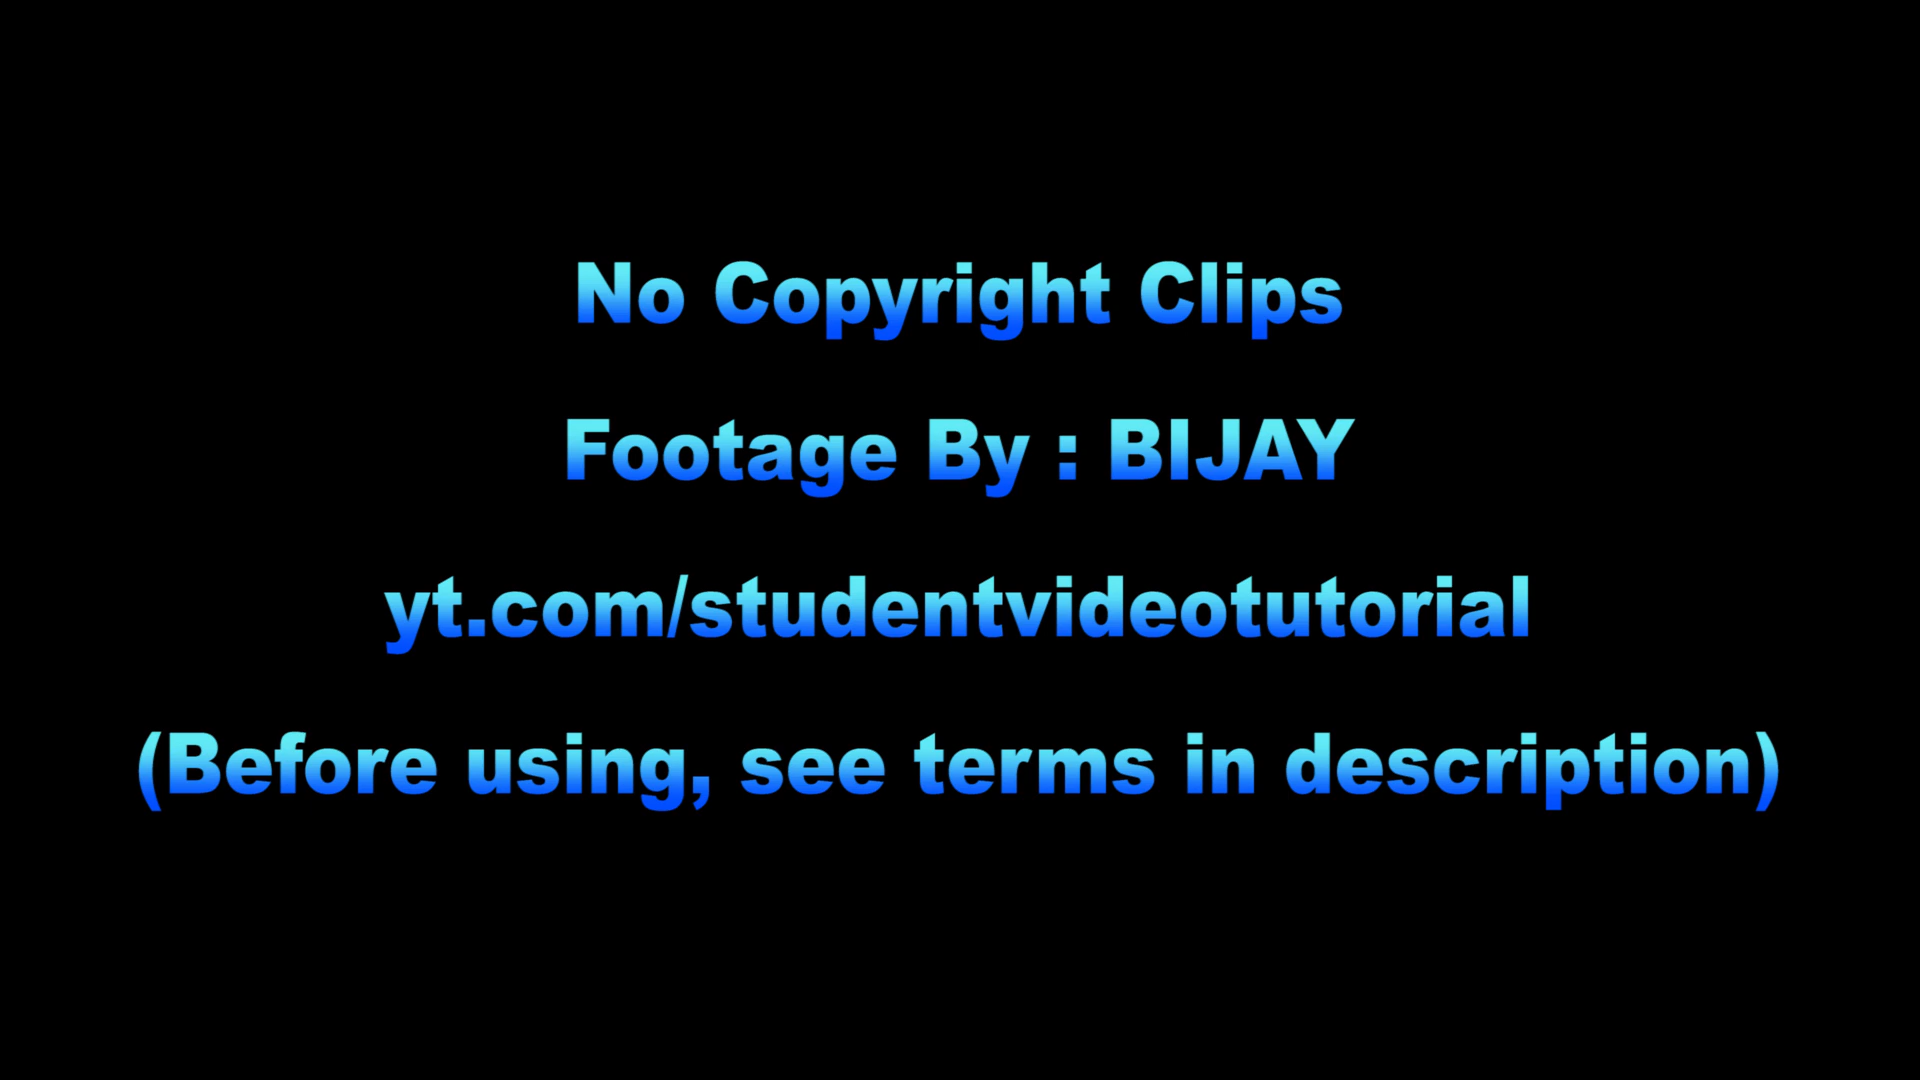 No Copyright Clips
Footage By : BIJAY
yt.com/studentvideotutorial
(Before using, see terms in description)